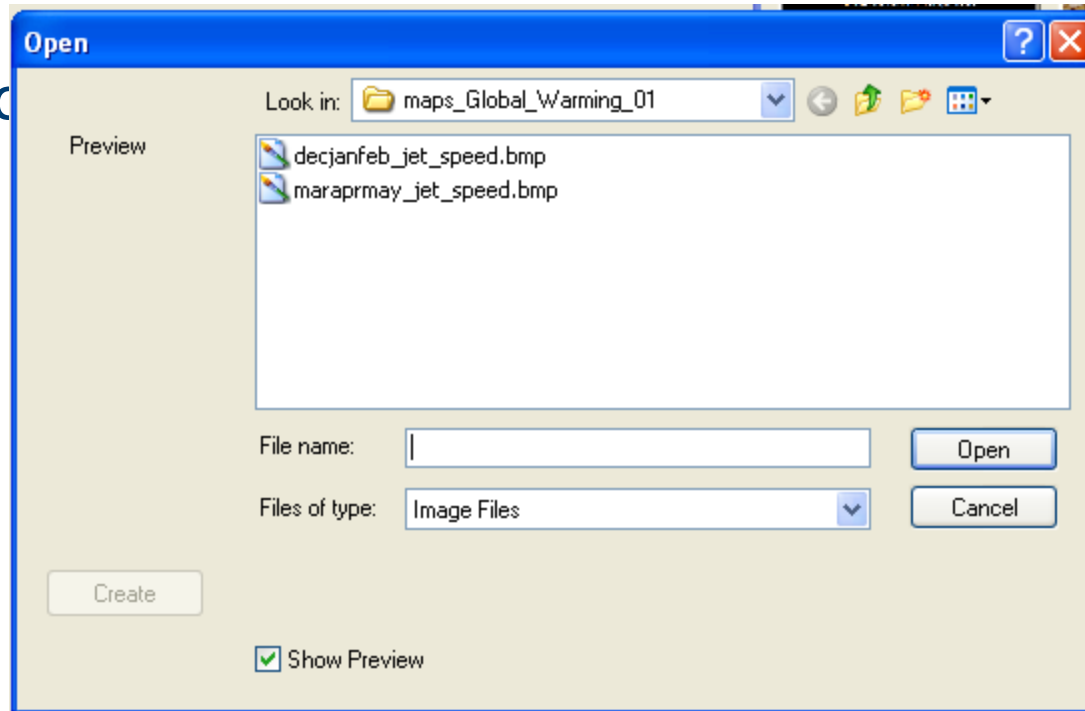 Open
Look in: maps_Global_Warming_01
Preview
decjanfeb_jet_speed.bmp
maraprmay_jet_speed.bmp
File name:
Open
Files of type: Image Files
Cancel
Create
Show Preview